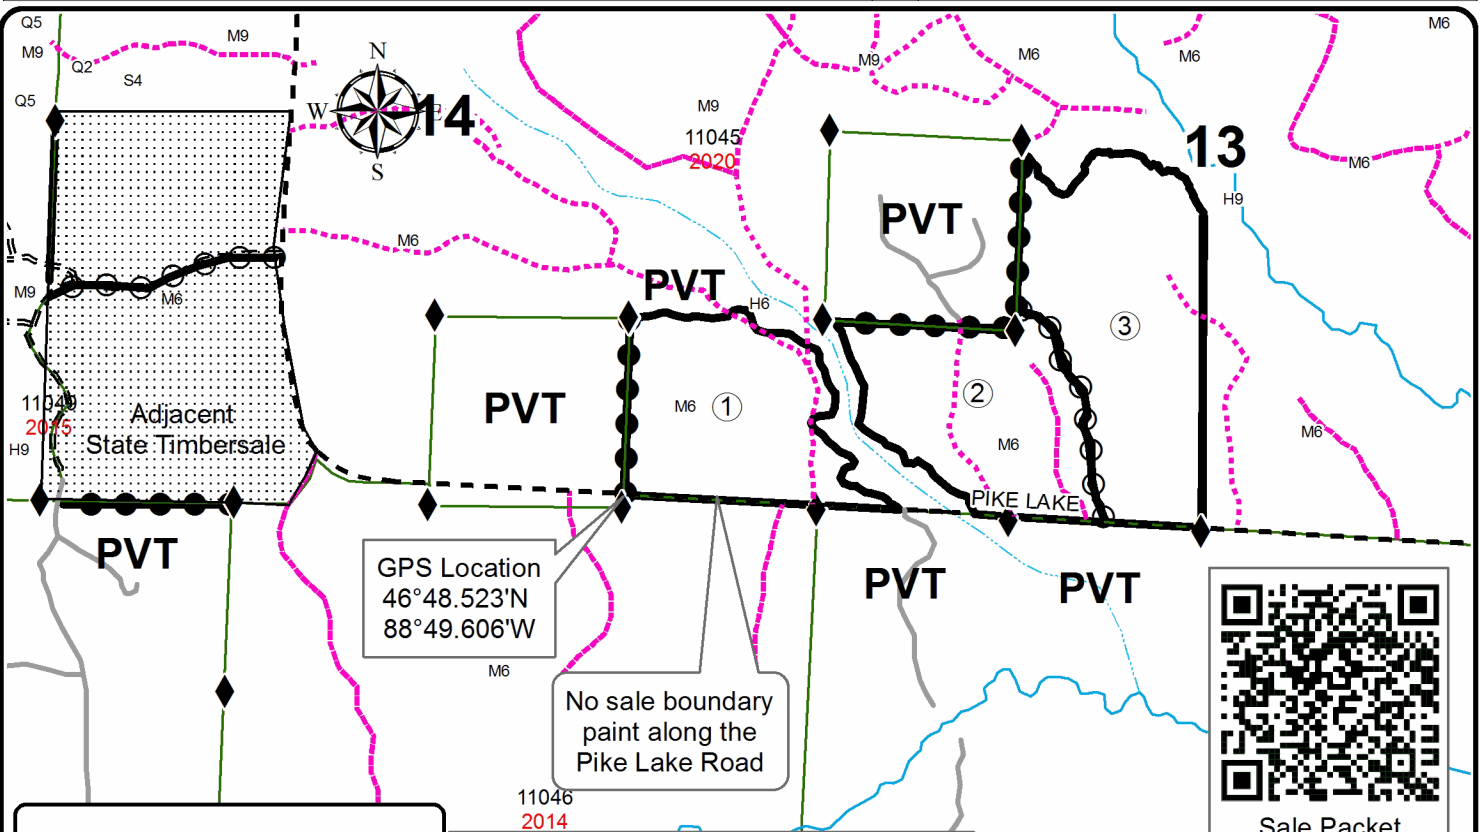 Q5
M9
M6
M9
Q2
S4
Q5
N
W
E
S
14
M9
11045
2020
M9
M6
M6
13
M6
H9
PVT
M6
M9
M6
PVT
H6
3
11049
2015
H9
Adjacent
State Timbersale
PVT
M6
1
2
M6
M6
PIKE LAKE
PVT
GPS Location
46°48.523'N
88°49.606'W
PVT
PVT
M6
No sale boundary
paint along the
Pike Lake Road
11046
2014
Sale Packet